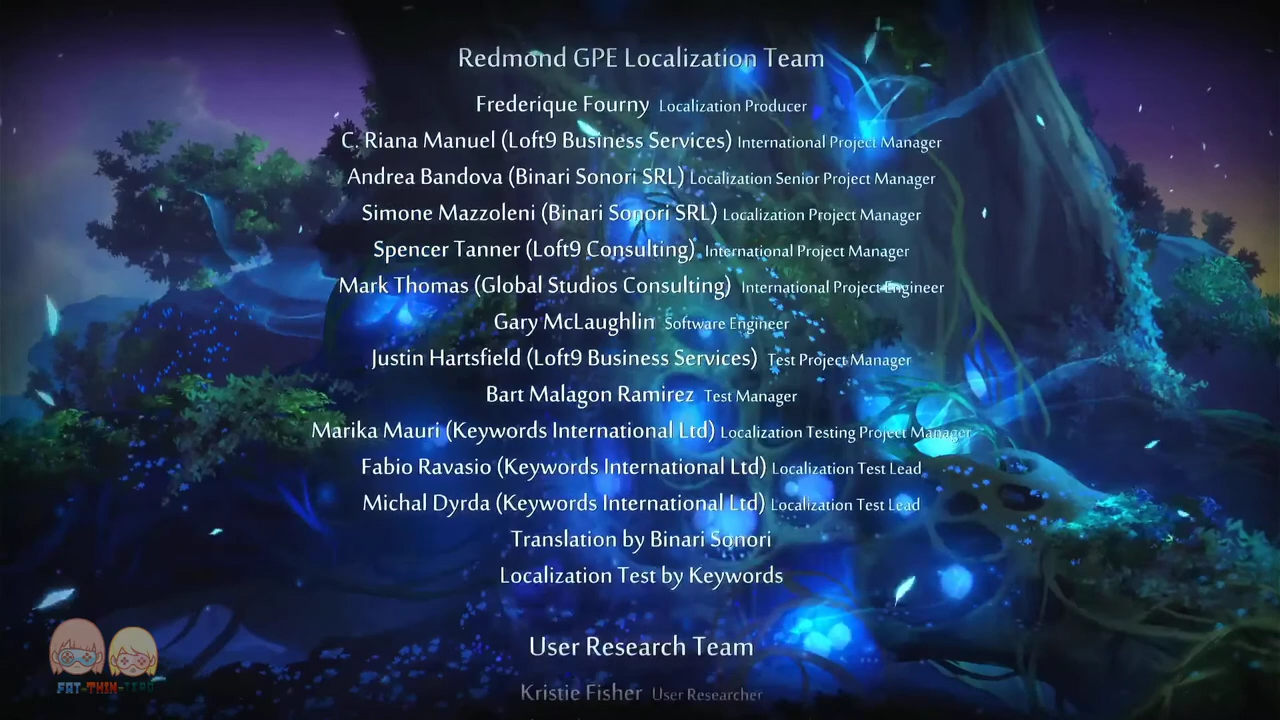 Redmond GPE Localization Team
Frederique Fourny Localization Producer
C. Riana Manuel (Loft9 Business Services) International Project Manager
Andrea Bandova (Binari Sonori SRL) Localization Senior Project Manager
Simone Mazzoleni (Binari Sonori SRL) Localization Project Manager
Spencer Tanner (Loft9 Consulting) International Project Manager
Mark Thomas (Global Studios Consulting) International Project Engineer
Gary McLaughlin Software Engineer
Justin Hartsfield (Loft9 Business Services) Test Project Manager
Bart Malagon Ramirez Test Manager
Marika Mauri (Keywords International Ltd) Localization Testing Project Manager
Fabio Ravasio (Keywords International Ltd) Localization Test Lead
Michal Dyrda (Keywords International Ltd) Localization Test Lead
Translation by Binari Sonori
Localization Test by Keywords
User Research Team
Kristie Fisher User Researcher